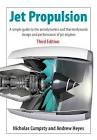 Jet Propulsion
A simple guide to the aerodynamics and thermodynamic
design and performance of jet engines
Third Edition
Nicholas Cumpsty and Andrew Heyes